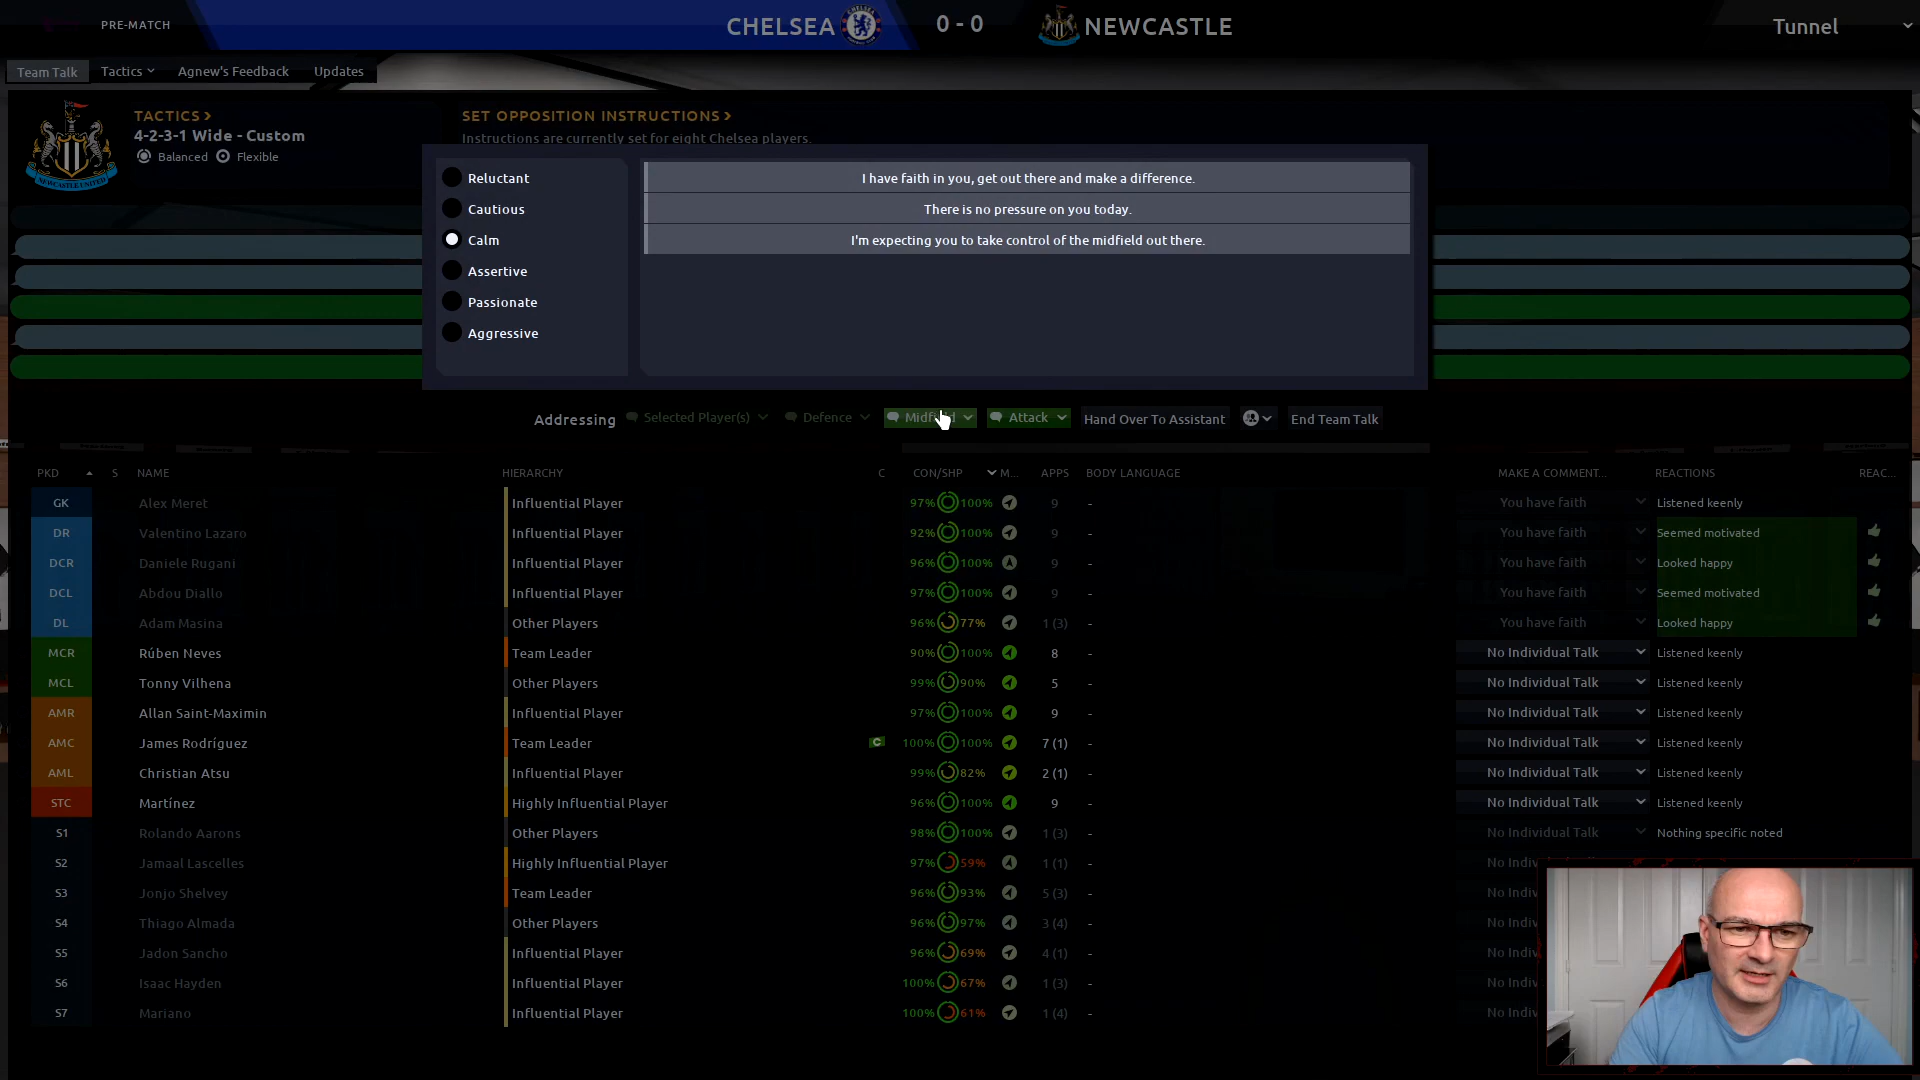 PRE-MATCH
CHELSEA 0 - 0 NEWCASTLE
Tunnel
Team Talk Tactics Agnew's Feedback Updates
TACTICS >
4-2-3-1 Wide - Custom
Balanced Flexible
SET OPPOSITION INSTRUCTIONS >
Instructions are currently set for eight Chelsea players.
NEWCASTLE UNITED
Reluctant
Cautious
Calm
Assertive
Passionate
Aggressive
I have faith in you, get out there and make a difference.
There is no pressure on you today.
I'm expecting you to take control of the midfield out there.
Addressing Selected Player(s) Defence Attack Hand Over To Assistant End Team Talk
PKD S NAME HIERARCHY C CON/SHP M... APPS BODY LANGUAGE MAKE A COMMENT... REACTIONS REAC...
GK Alex Meret Influential Player 97% 100% 9 - You have faith Listened keenly
DR Valentino Lazaro Influential Player 92% 100% 9 - You have faith Seemed motivated
DCR Daniele Rugani Influential Player 96% 100% 9 - You have faith Looked happy
DCL Abdou Diallo Influential Player 97% 100% 9 - You have faith Seemed motivated
DL Adam Masina Other Players 96% 77% 1 (3) - You have faith Looked happy
MCR Rúben Neves Team Leader 90% 100% 8 - No Individual Talk Listened keenly
MCL Tonny Vilhena Other Players 99% 90% 5 - No Individual Talk Listened keenly
AMR Allan Saint-Maximin Influential Player 97% 100% 9 - No Individual Talk Listened keenly
AMC James Rodríguez Team Leader C 100% 100% 7 (1) - No Individual Talk Listened keenly
AML Christian Atsu Influential Player 99% 82% 2 (1) - No Individual Talk Listened keenly
STC Martínez Highly Influential Player 96% 100% 9 - No Individual Talk Listened keenly
S1 Rolando Aarons Other Players 98% 100% 1 (3) - No Individual Talk Nothing specific noted
S2 Jamaal Lascelles Highly Influential Player 97% 59% 1 (1) - No Indiv
S3 Jonjo Shelvey Team Leader 96% 93% 5 (3) - No Indiv
S4 Thiago Almada Other Players 96% 97% 3 (4) - No Indiv
S5 Jadon Sancho Influential Player 96% 69% 4 (1) - No Indiv
S6 Isaac Hayden Influential Player 100% 67% 1 (3) - No Indiv
S7 Mariano Influential Player 100% 61% 1 (4) - No Indiv